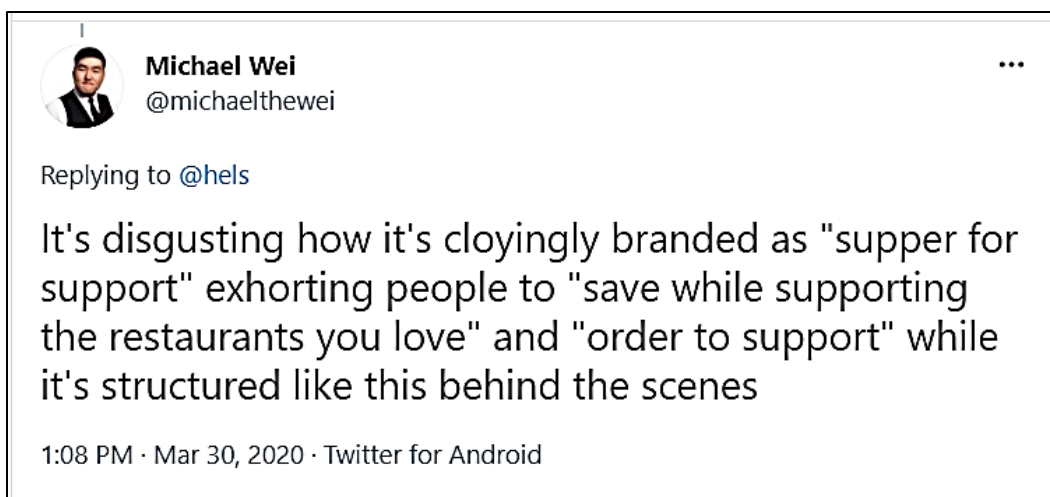 Michael Wei
@michaelthewei
Replying to @hels
It's disgusting how it's cloyingly branded as "supper for
support" exhorting people to "save while supporting
the restaurants you love" and "order to support" while
it's structured like this behind the scenes
1:08 PM · Mar 30, 2020 · Twitter for Android